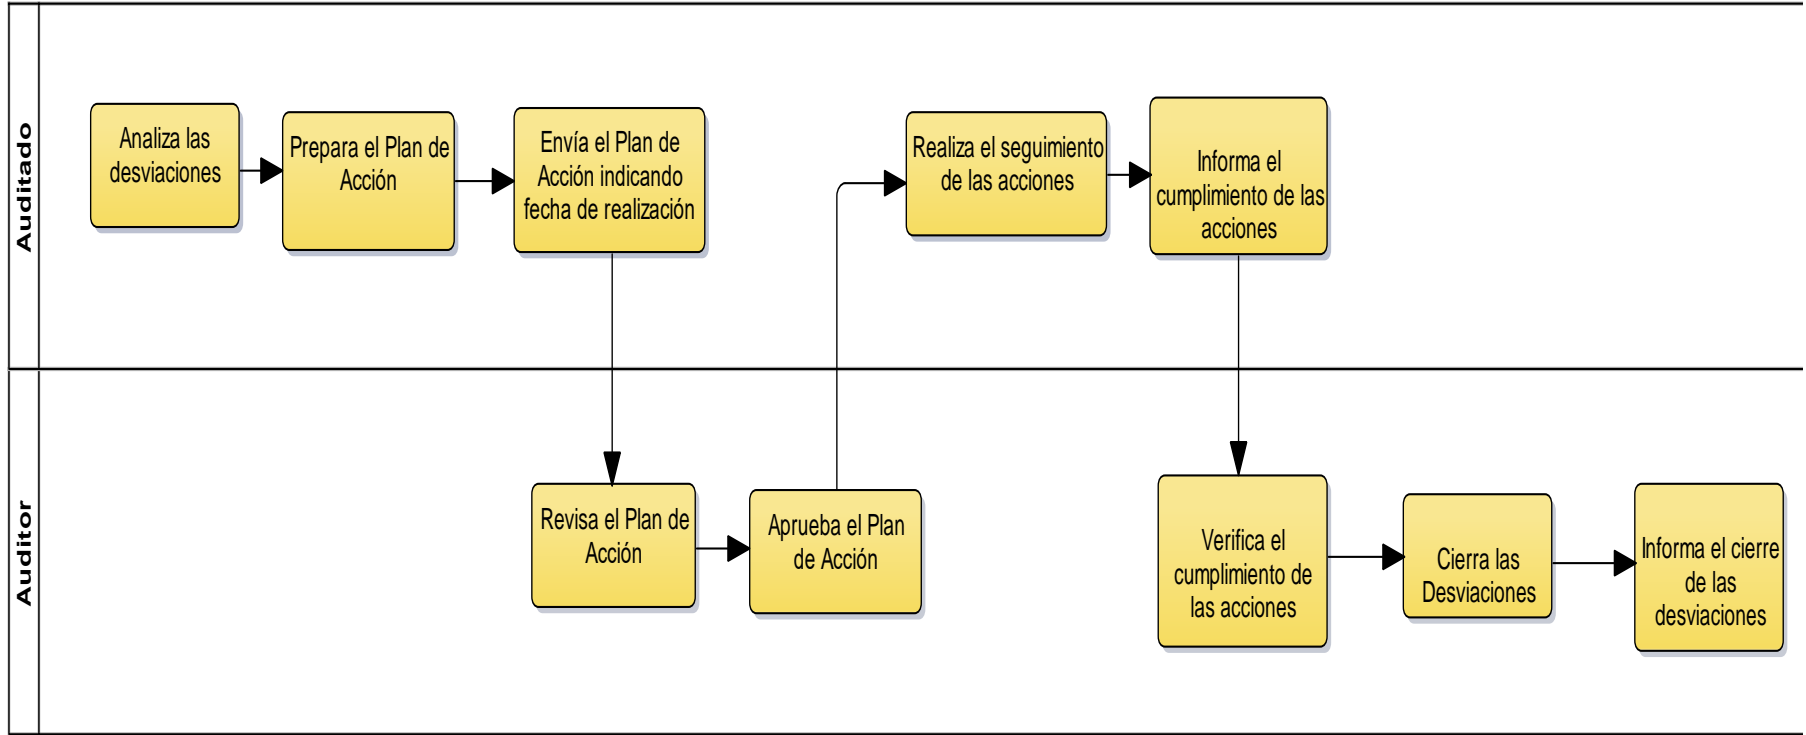 Auditado
Analiza las
desviaciones
Prepara el Plan de
Acción
Envía el Plan de
Acción indicando
fecha de realización
Realiza el seguimiento
de las acciones
Informa el
cumplimiento de las
acciones
Auditor
Revisa el Plan de
Acción
Aprueba el Plan
de Acción
Verifica el
cumplimiento de
las acciones
Cierra las
Desviaciones
Informa el cierre
de las
desviaciones